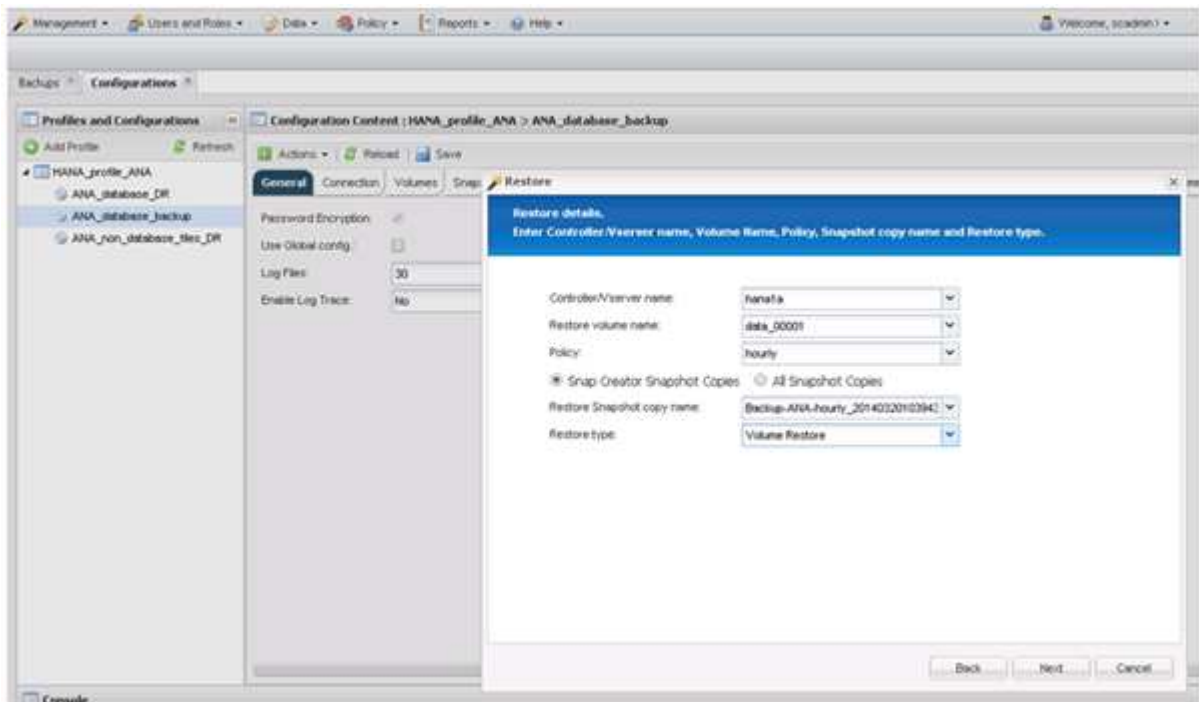 Management Users and Roles Data Policy Reports Help Welcome, scadmin1
Backups Configurations
Profiles and Configurations
Add Profile Refresh
HANA_profile_ANA
ANA_database_DR
ANA_database_backup
ANA_non_database_files_DR
Configuration Content : HANA_profile_ANA > ANA_database_backup
Actions Reload Save
General Connection Volumes Snap
Password Encryption:
Use Global config.:
Log Files: 30
Enable Log Trace: No
Restore
Restore details.
Enter Controller/Vserver name, Volume Name, Policy, Snapshot copy name and Restore type.
Controller/Vserver name: hana1a
Restore volume name: data_00001
Policy: hourly
Snap Creator Snapshot Copies All Snapshot Copies
Restore Snapshot copy name: Backup-ANA-hourly_20140320103943
Restore type: Volume Restore
Back Next Cancel
Console